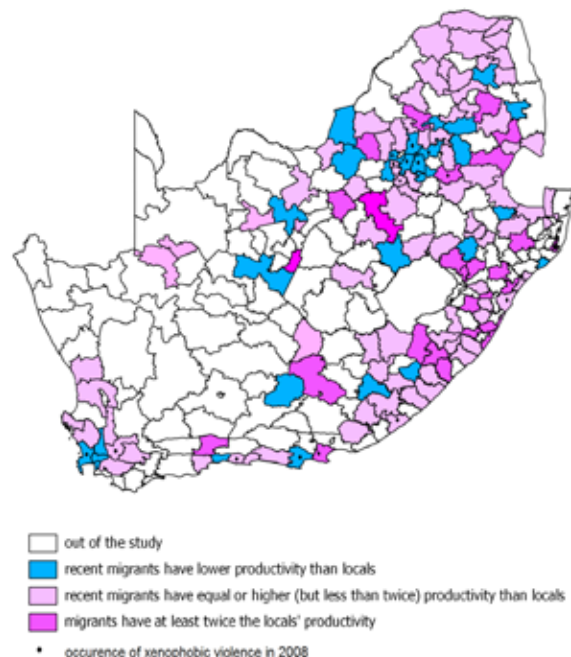 out of the study
recent migrants have lower productivity than locals
recent migrants have equal or higher (but less than twice) productivity than locals
migrants have at least twice the locals' productivity
occurence of xenophobic violence in 2008